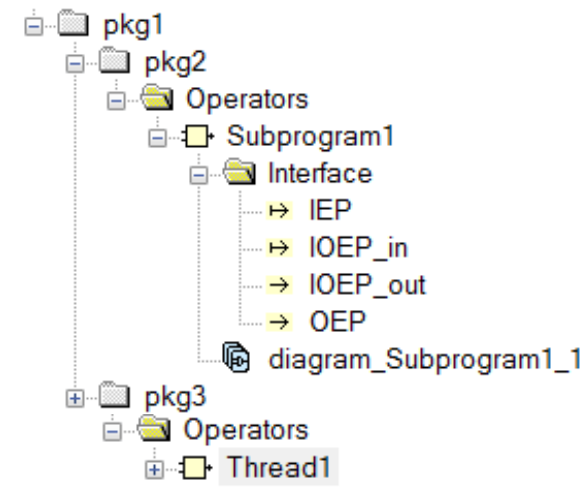 pkg1
pkg2
Operators
Subprogram1
Interface
IEP
IOEP_in
IOEP_out
OEP
diagram_Subprogram1_1
pkg3
Operators
Thread1